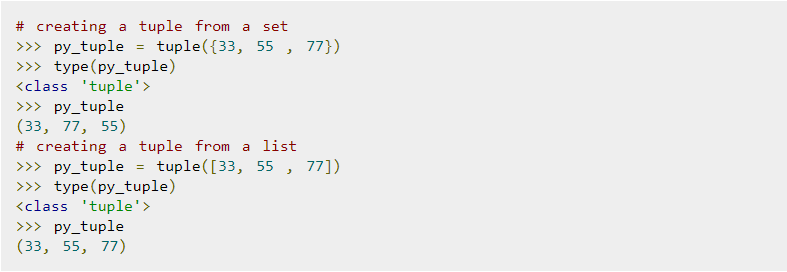 # creating a tuple from a set
>>> py_tuple = tuple({33, 55 , 77})
>>> type(py_tuple)
<class 'tuple'>
>>> py_tuple
(33, 77, 55)
# creating a tuple from a list
>>> py_tuple = tuple([33, 55 , 77])
>>> type(py_tuple)
<class 'tuple'>
>>> py_tuple
(33, 55, 77)